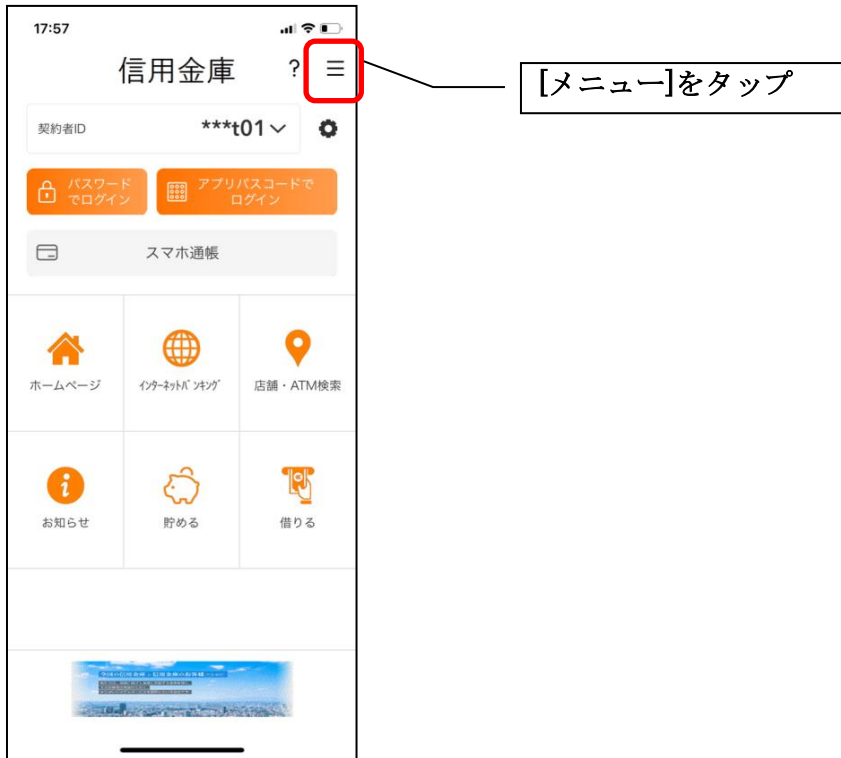 17:57
信用金庫 ?
[メニュー]をタップ
契約者ID ***t01
パスワード
でログイン
アプリパスコードで
ログイン
スマホ通帳
ホームページ
インターネットバンキング
店舗・ATM検索
お知らせ
貯める
借りる